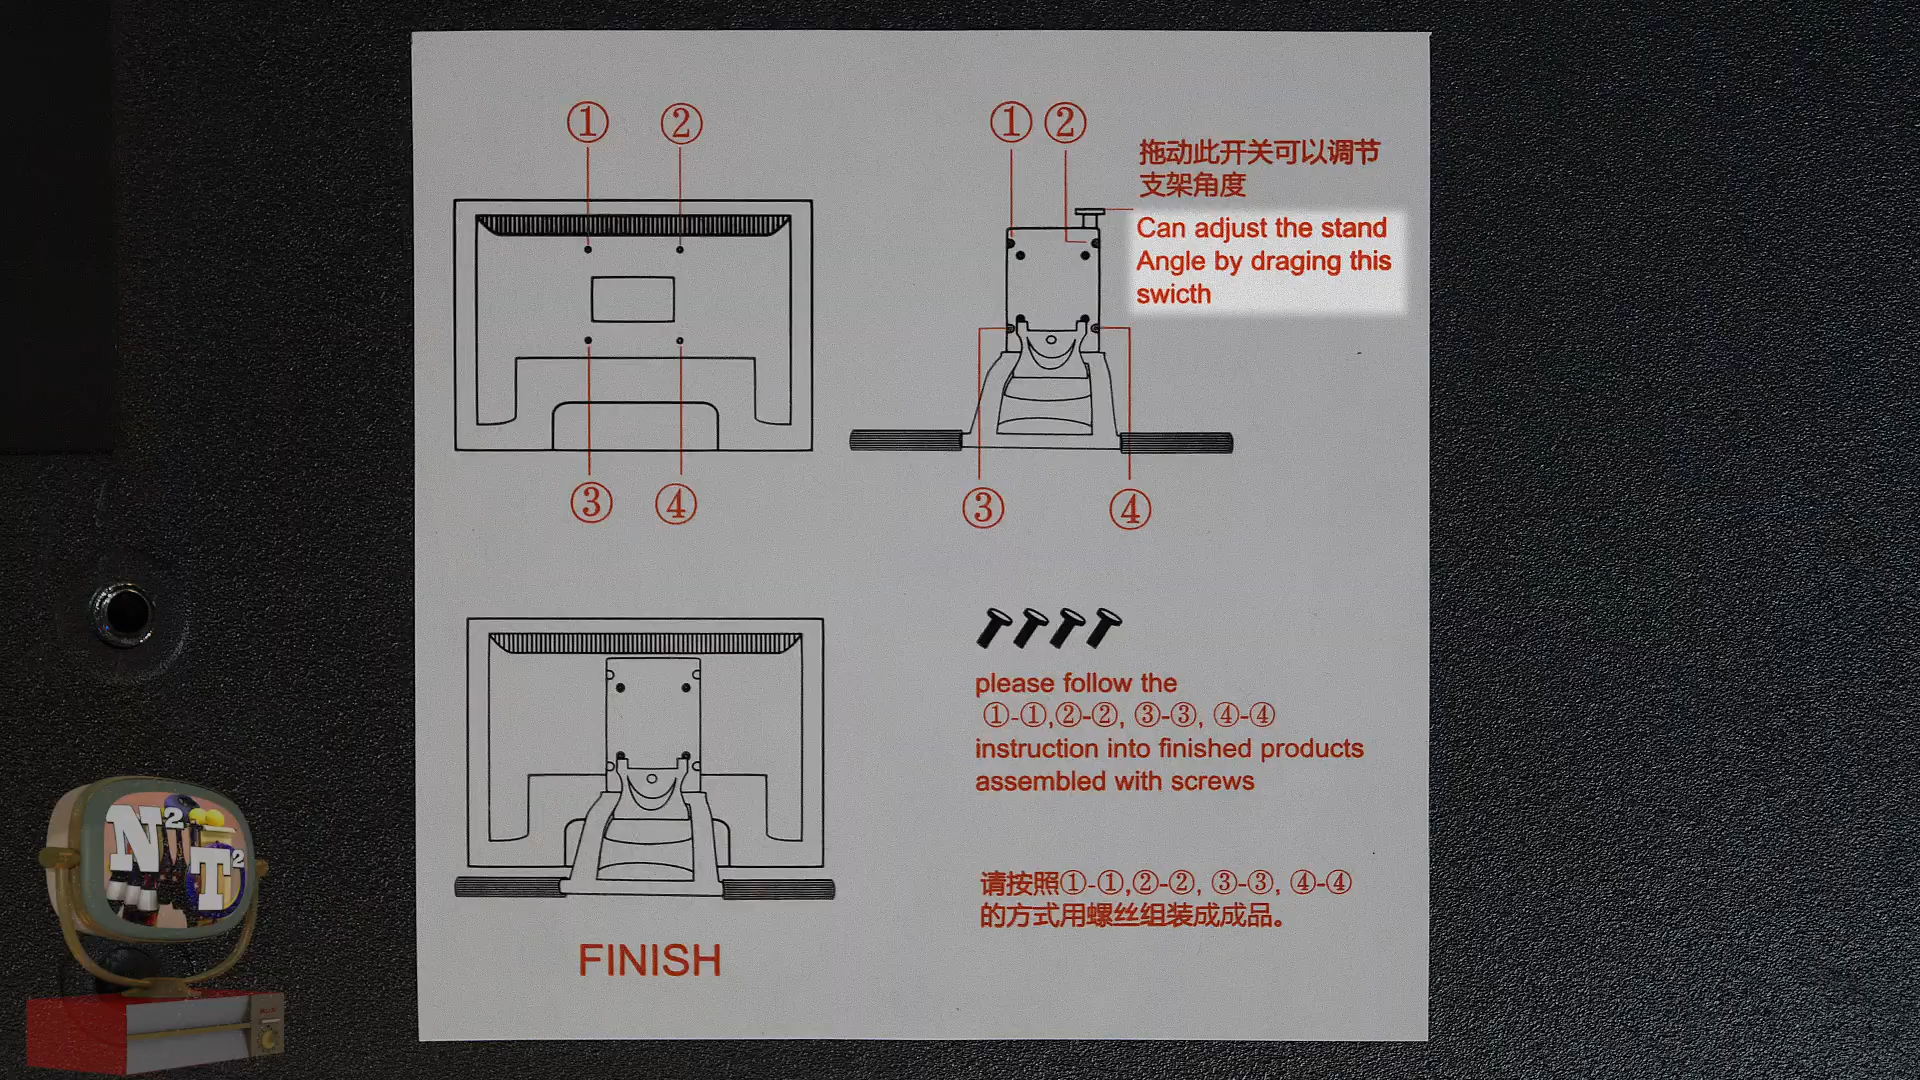 ① ②
① ②
拖动此开关可以调节
支架角度
Can adjust the stand
Angle by draging this
swicth
③ ④
③ ④
please follow the
①-①,②-②, ③-③, ④-④
instruction into finished products
assembled with screws
请按照①-①,②-②, ③-③, ④-④
的方式用螺丝组装成成品。
FINISH
N²
T²